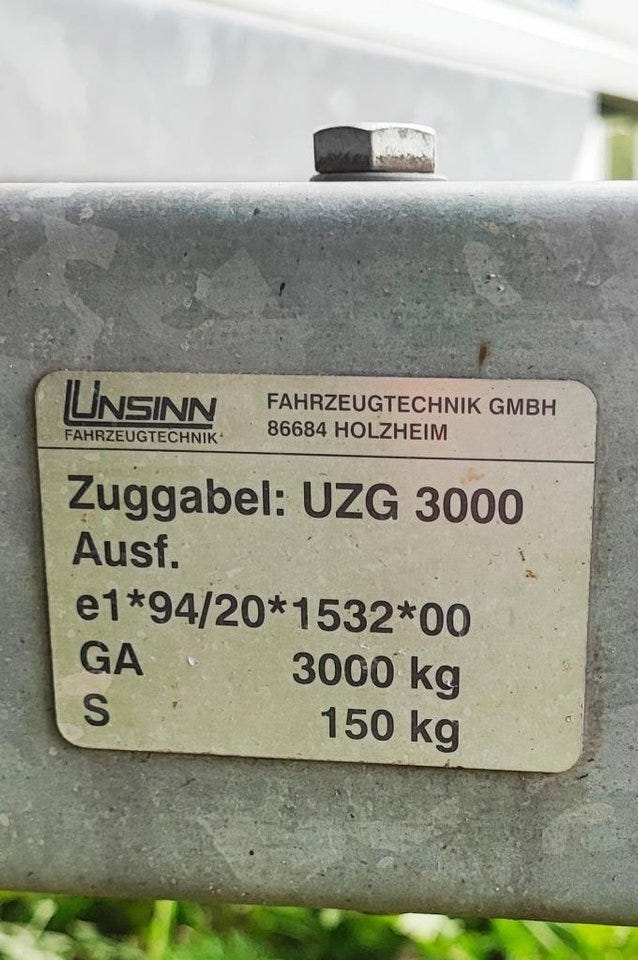 UNSINN
FAHRZEUGTECHNIK
FAHRZEUGTECHNIK GMBH
86684 HOLZHEIM
Zuggabel: UZG 3000
Ausf.
e1*94/20*1532*00
GA 3000 kg
S 150 kg